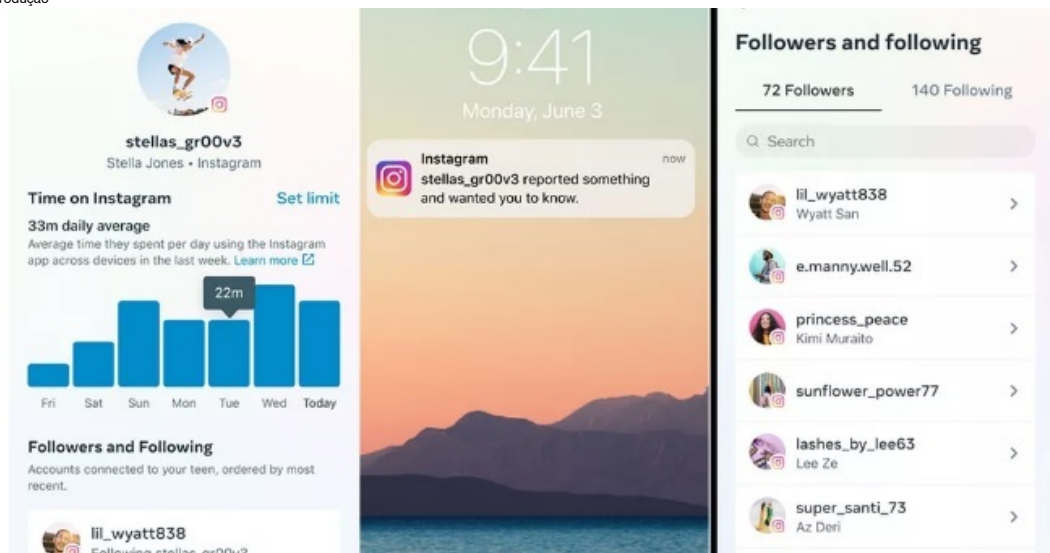 rodução
stellas_gr00v3
Stella Jones • Instagram
Time on Instagram Set limit
33m daily average
Average time they spent per day using the Instagram
app across devices in the last week. Learn more
22m
Fri Sat Sun Mon Tue Wed Today
Followers and Following
Accounts connected to your teen, ordered by most
recent.
lil_wyatt838
Following stellas_gr00v3
9:41
Monday, June 3
Instagram now
stellas_gr00v3 reported something
and wanted you to know.
Followers and following
72 Followers 140 Following
Search
lil_wyatt838
Wyatt San
e.manny.well.52
princess_peace
Kimi Muraito
sunflower_power77
lashes_by_lee63
Lee Ze
super_santi_73
Az Deri